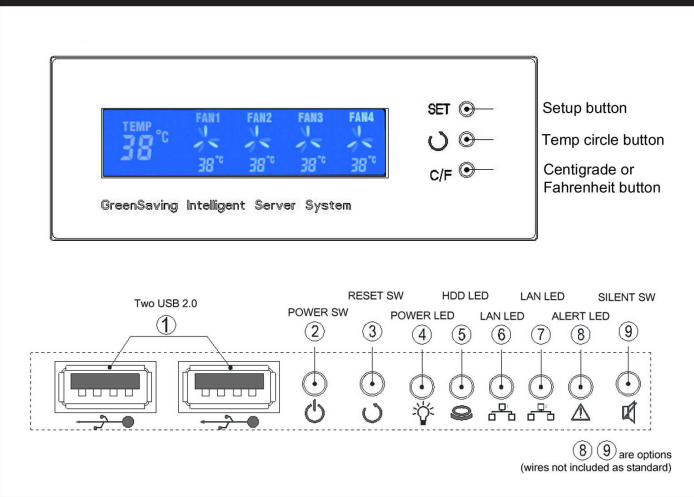 TEMP
38 °C
FAN1 FAN2 FAN3 FAN4
38 °C 38 °C 38 °C 38 °C
GreenSaving Intelligent Server System
SET
Setup button
Temp circle button
C/F
Centigrade or
Fahrenheit button
Two USB 2.0
1
POWER SW
2
RESET SW
3
POWER LED
4
HDD LED
5
LAN LED
6
LAN LED
7
ALERT LED
8
SILENT SW
9
8 9 are options
(wires not included as standard)